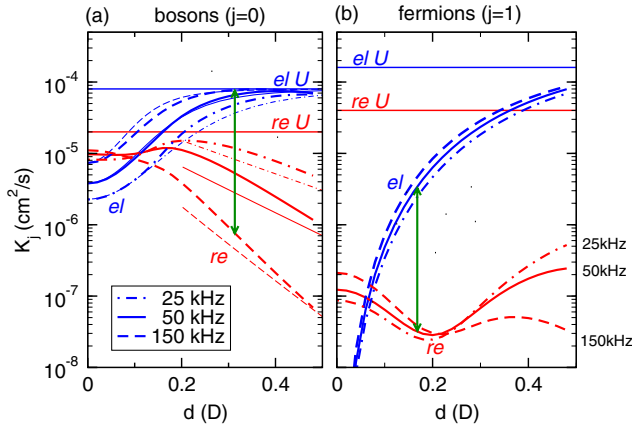 (a) bosons (j=0)
(b) fermions (j=1)
K_j (cm²/s)
10⁻⁴
10⁻⁵
10⁻⁶
10⁻⁷
10⁻⁸
el U
re U
el
re
25 kHz
50 kHz
150 kHz
0 0.2 0.4
d (D)
el U
re U
el
re
25kHz
50kHz
150kHz
0 0.2 0.4
d (D)